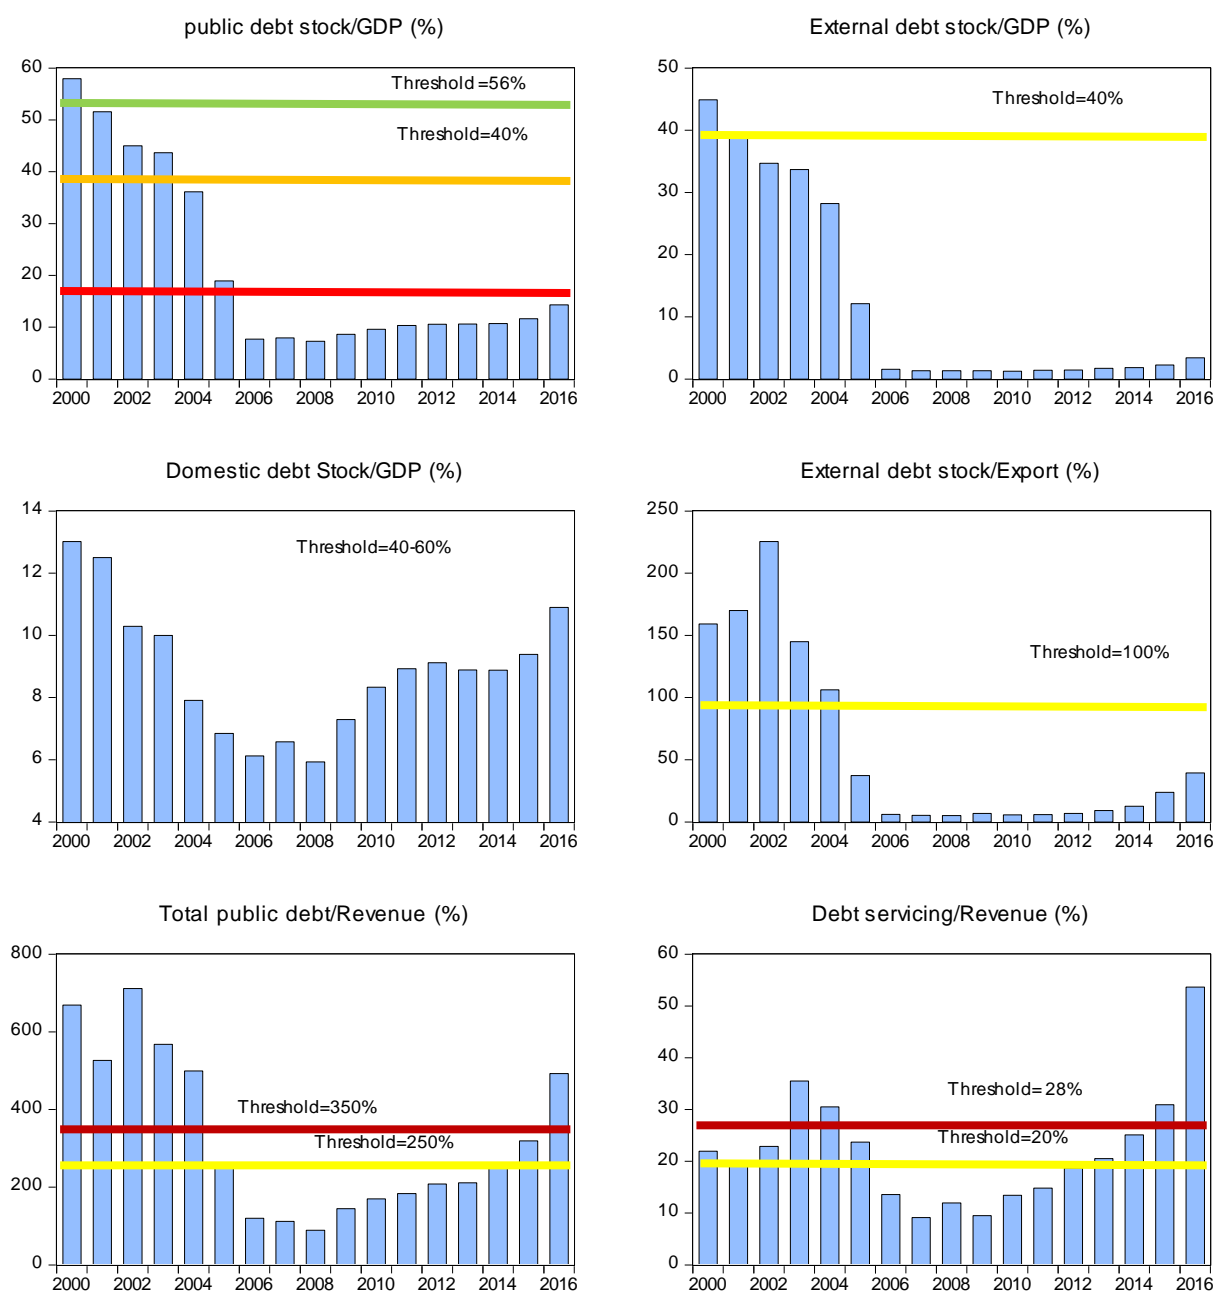 public debt stock/GDP (%)
60
50
40
30
20
10
0
Threshold=56%
Threshold=40%
2000 2002 2004 2006 2008 2010 2012 2014 2016
External debt stock/GDP (%)
50
40
30
20
10
0
Threshold=40%
2000 2002 2004 2006 2008 2010 2012 2014 2016
Domestic debt Stock/GDP (%)
14
12
10
8
6
4
Threshold=40-60%
2000 2002 2004 2006 2008 2010 2012 2014 2016
External debt stock/Export (%)
250
200
150
100
50
0
Threshold=100%
2000 2002 2004 2006 2008 2010 2012 2014 2016
Total public debt/Revenue (%)
800
600
400
200
0
Threshold=350%
Threshold=250%
2000 2002 2004 2006 2008 2010 2012 2014 2016
Debt servicing/Revenue (%)
60
50
40
30
20
10
0
Threshold= 28%
Threshold=20%
2000 2002 2004 2006 2008 2010 2012 2014 2016